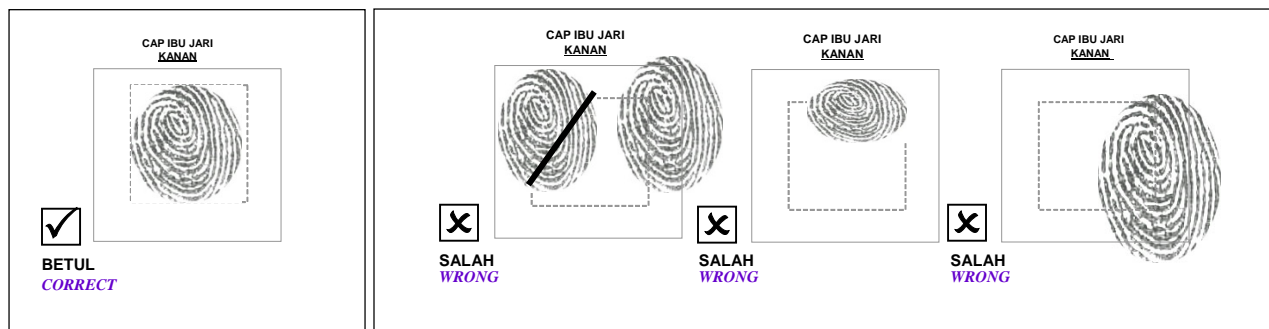 CAP IBU JARI
KANAN
BETUL
CORRECT
CAP IBU JARI
KANAN
SALAH
WRONG
CAP IBU JARI
KANAN
SALAH
WRONG
CAP IBU JARI
KANAN
SALAH
WRONG